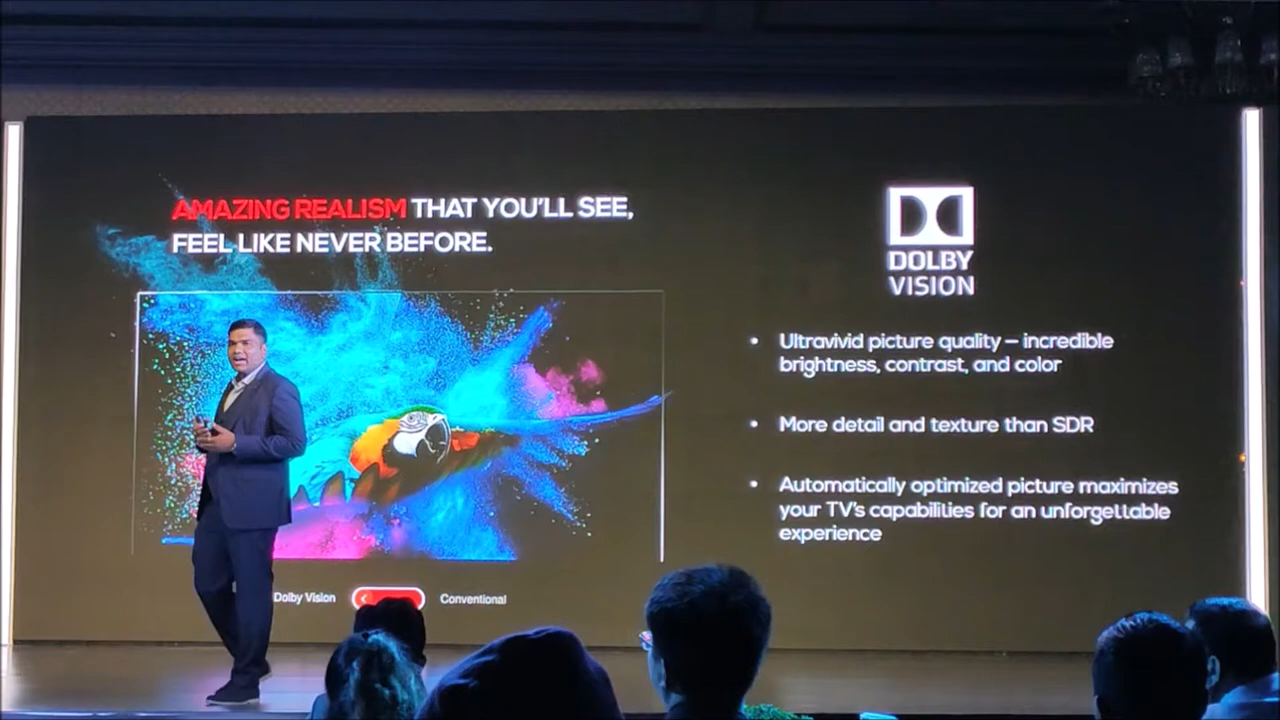 AMAZING REALISM THAT YOU'LL SEE,
FEEL LIKE NEVER BEFORE.
Dolby Vision
Conventional
DOLBY
VISION
• Ultravivid picture quality – incredible
brightness, contrast, and color
• More detail and texture than SDR
• Automatically optimized picture maximizes
your TV's capabilities for an unforgettable
experience